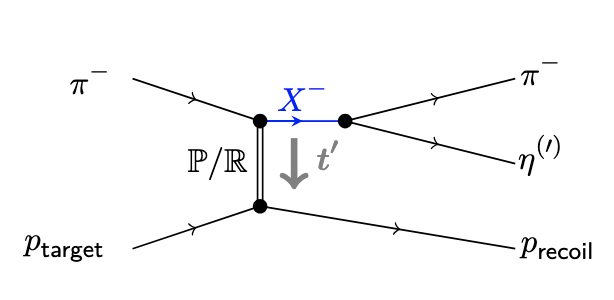 π⁻ X⁻ π⁻
ℙ/ℝ t′ η⁽′⁾
p_target p_recoil